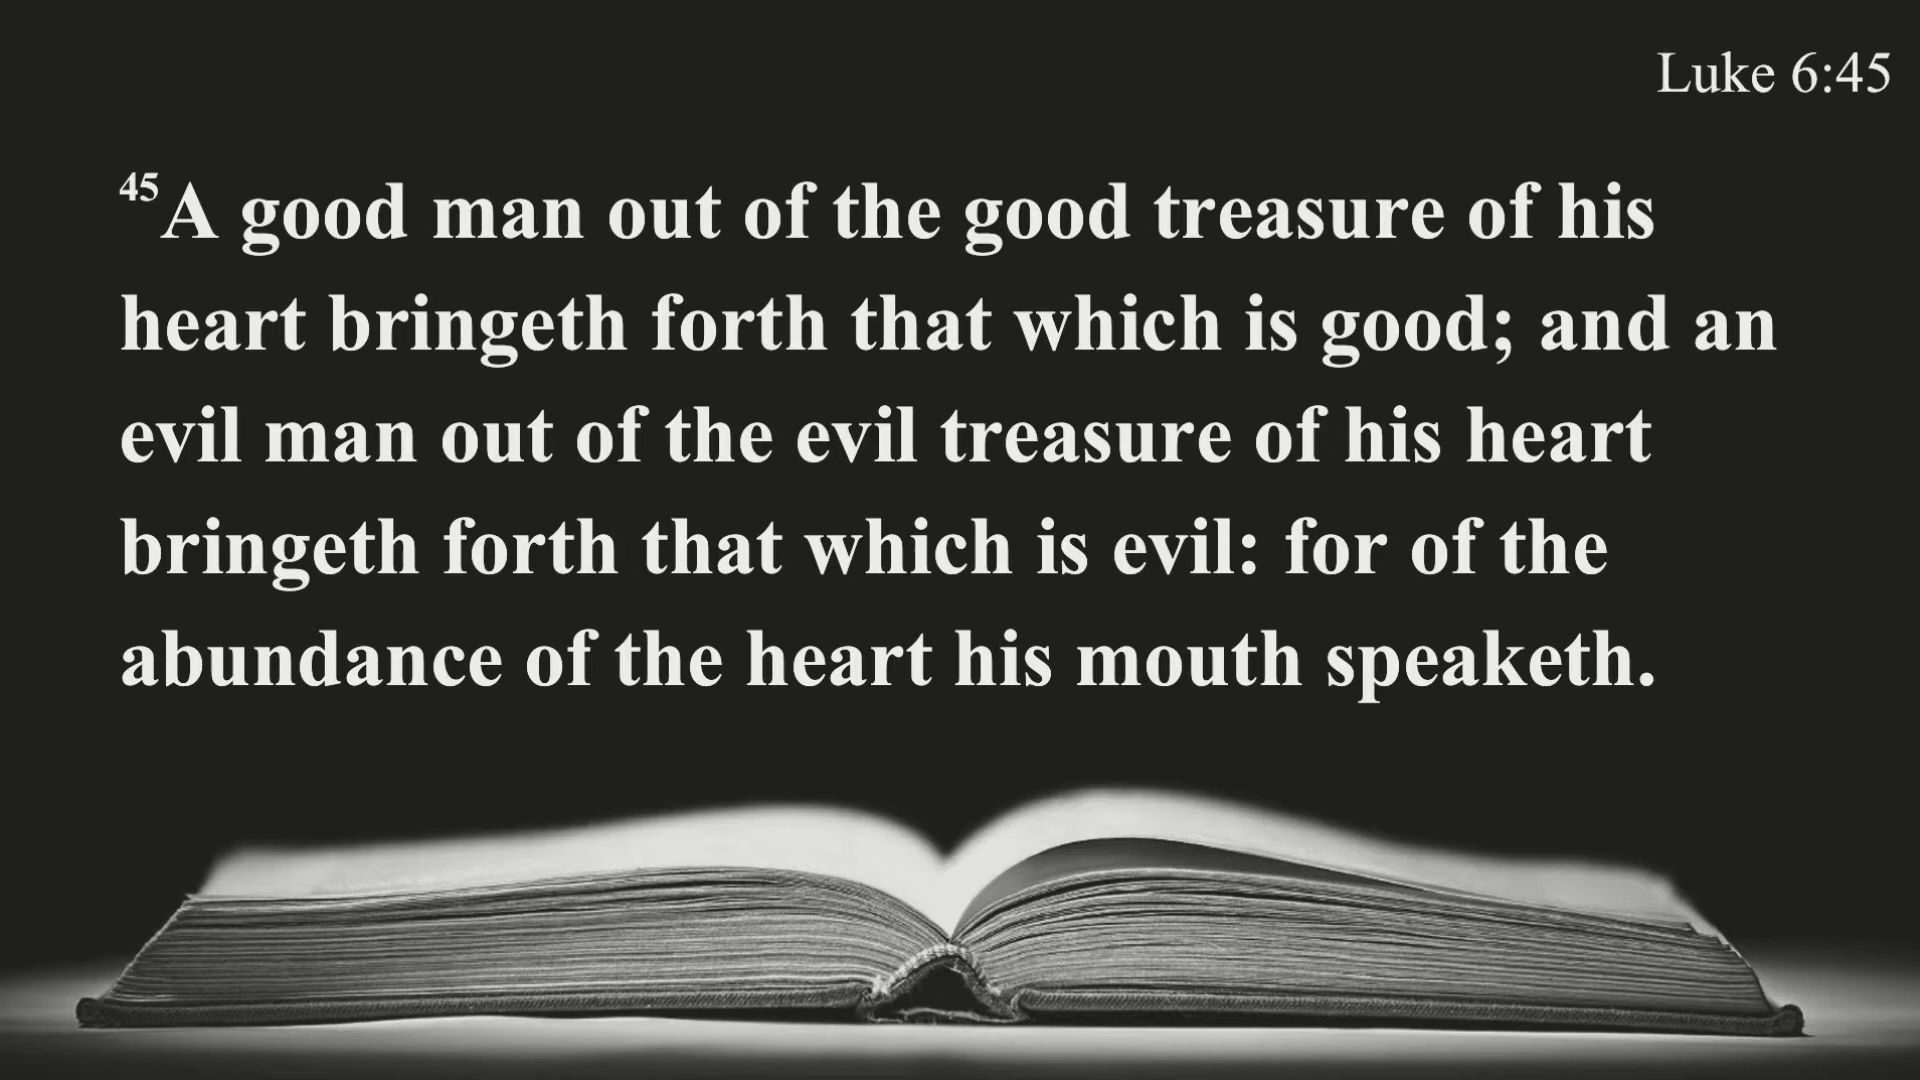 Luke 6:45
45A good man out of the good treasure of his
heart bringeth forth that which is good; and an
evil man out of the evil treasure of his heart
bringeth forth that which is evil: for of the
abundance of the heart his mouth speaketh.